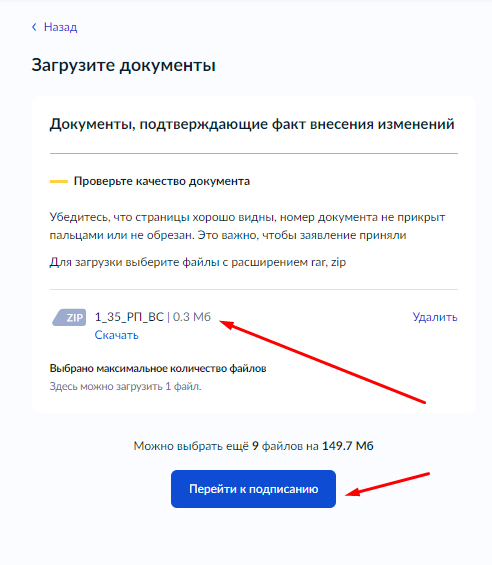 Назад
Загрузите документы
Документы, подтверждающие факт внесения изменений
Проверьте качество документа
Убедитесь, что страницы хорошо видны, номер документа не прикрыт
пальцами или не обрезан. Это важно, чтобы заявление приняли
Для загрузки выберите файлы с расширением rar, zip
ZIP 1_35_РП_ВС | 0.3 Мб Удалить
Скачать
Выбрано максимальное количество файлов
Здесь можно загрузить 1 файл.
Можно выбрать ещё 9 файлов на 149.7 Мб
Перейти к подписанию